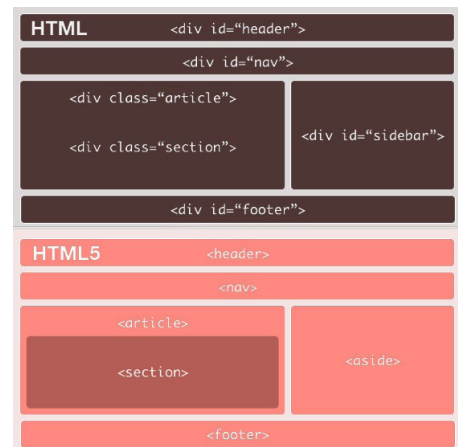 HTML <div id=“header”>
<div id=“nav”>
<div class=“article”>
<div class=“section”>
<div id=“sidebar”>
<div id=“footer”>
HTML5 <header>
<nav>
<article>
<section>
<aside>
<footer>